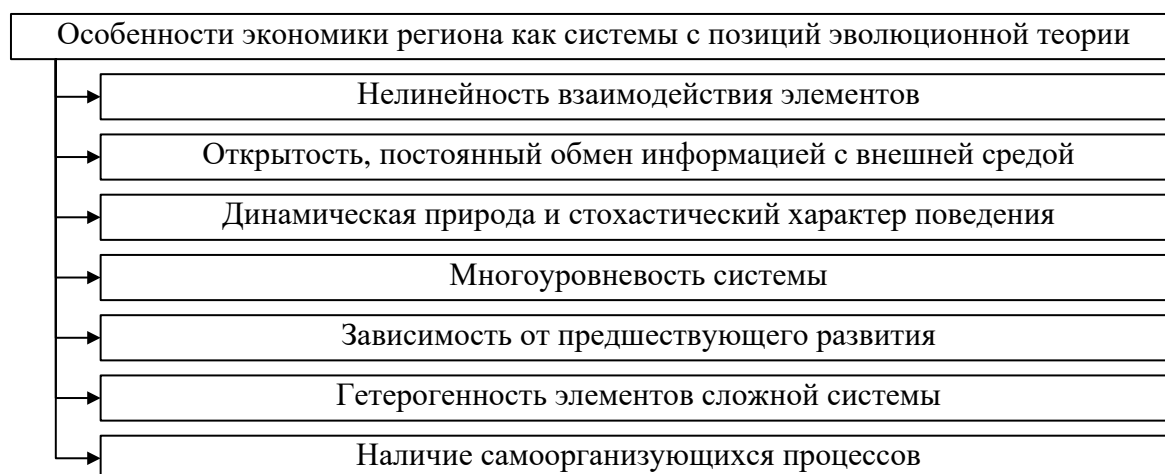 Особенности экономики региона как системы с позиций эволюционной теории
Нелинейность взаимодействия элементов
Открытость, постоянный обмен информацией с внешней средой
Динамическая природа и стохастический характер поведения
Многоуровневость системы
Зависимость от предшествующего развития
Гетерогенность элементов сложной системы
Наличие самоорганизующихся процессов